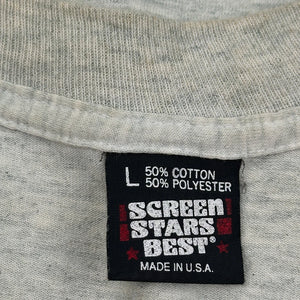 L 50% COTTON
50% POLYESTER
SCREEN
STARS
BEST®
MADE IN U.S.A.